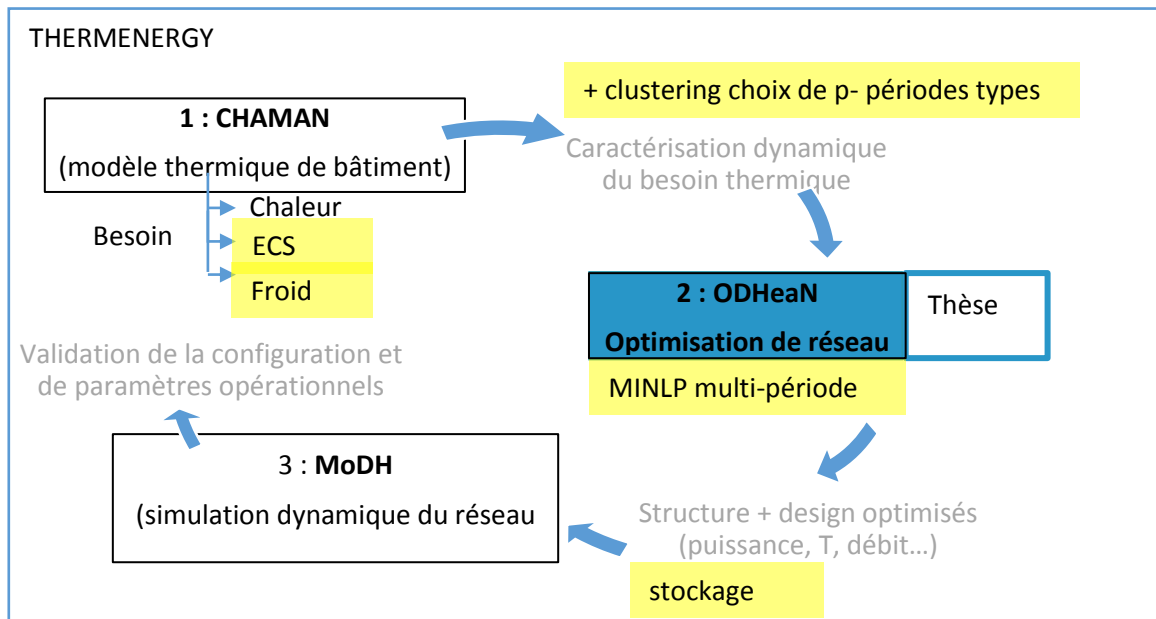 THERMENERGY
+ clustering choix de p- périodes types
1 : CHAMAN
(modèle thermique de bâtiment)
Caractérisation dynamique
du besoin thermique
Besoin
Chaleur
ECS
Froid
2 : ODHeaN
Optimisation de réseau
Thèse
MINLP multi-période
Validation de la configuration et
de paramètres opérationnels
3 : MoDH
(simulation dynamique du réseau
Structure + design optimisés
(puissance, T, débit…)
stockage